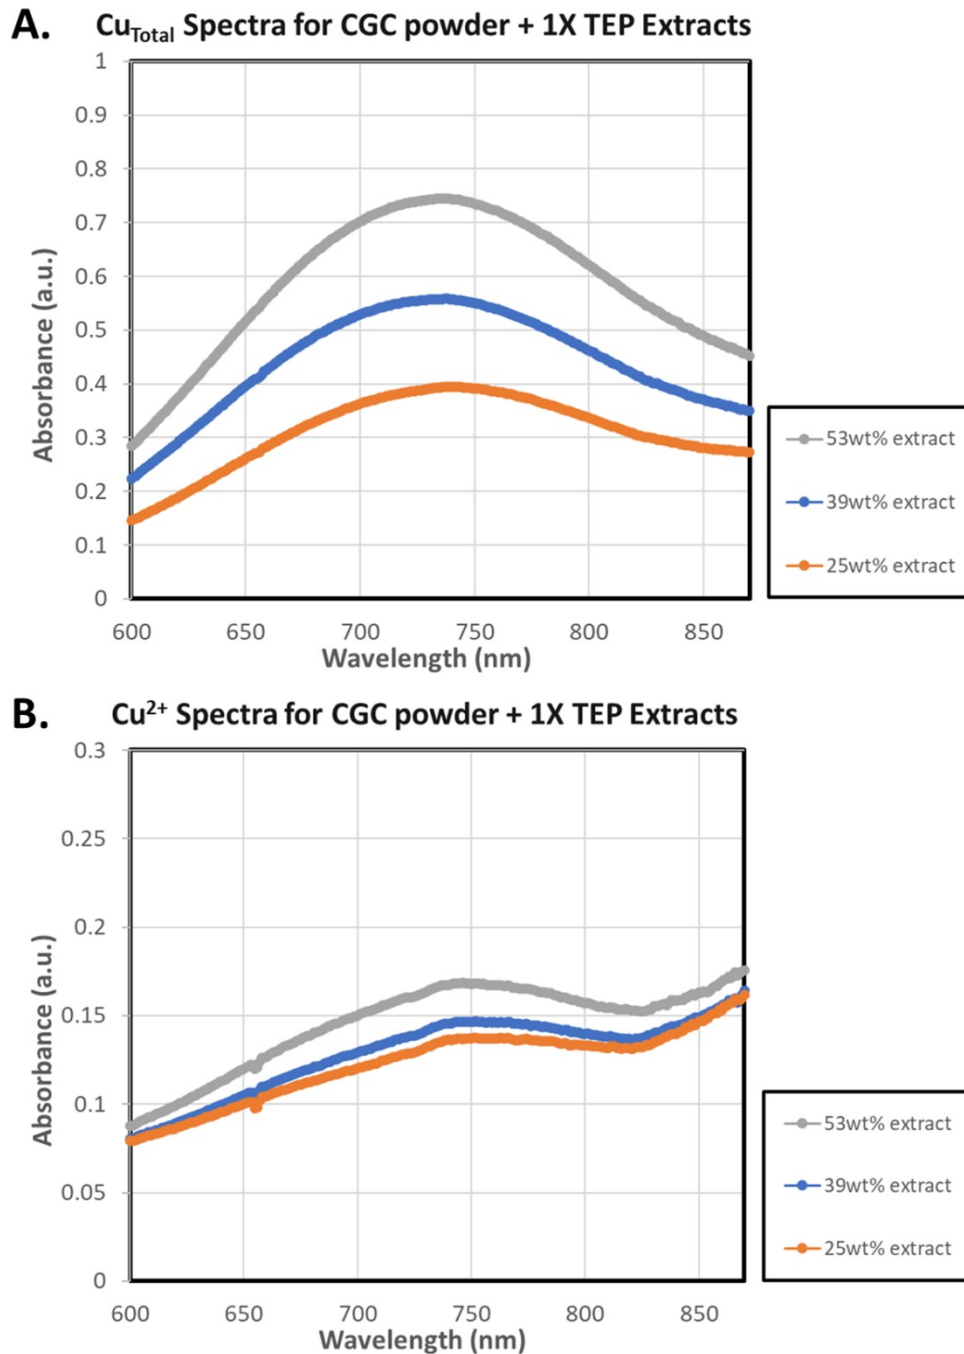 A.
Cu_Total Spectra for CGC powder + 1X TEP Extracts
1
0.9
0.8
0.7
0.6
0.5
0.4
0.3
0.2
0.1
0
Absorbance (a.u.)
600 650 700 750 800 850
Wavelength (nm)
53wt% extract
39wt% extract
25wt% extract
B.
Cu²⁺ Spectra for CGC powder + 1X TEP Extracts
0.3
0.25
0.2
0.15
0.1
0.05
0
Absorbance (a.u.)
600 650 700 750 800 850
Wavelength (nm)
53wt% extract
39wt% extract
25wt% extract